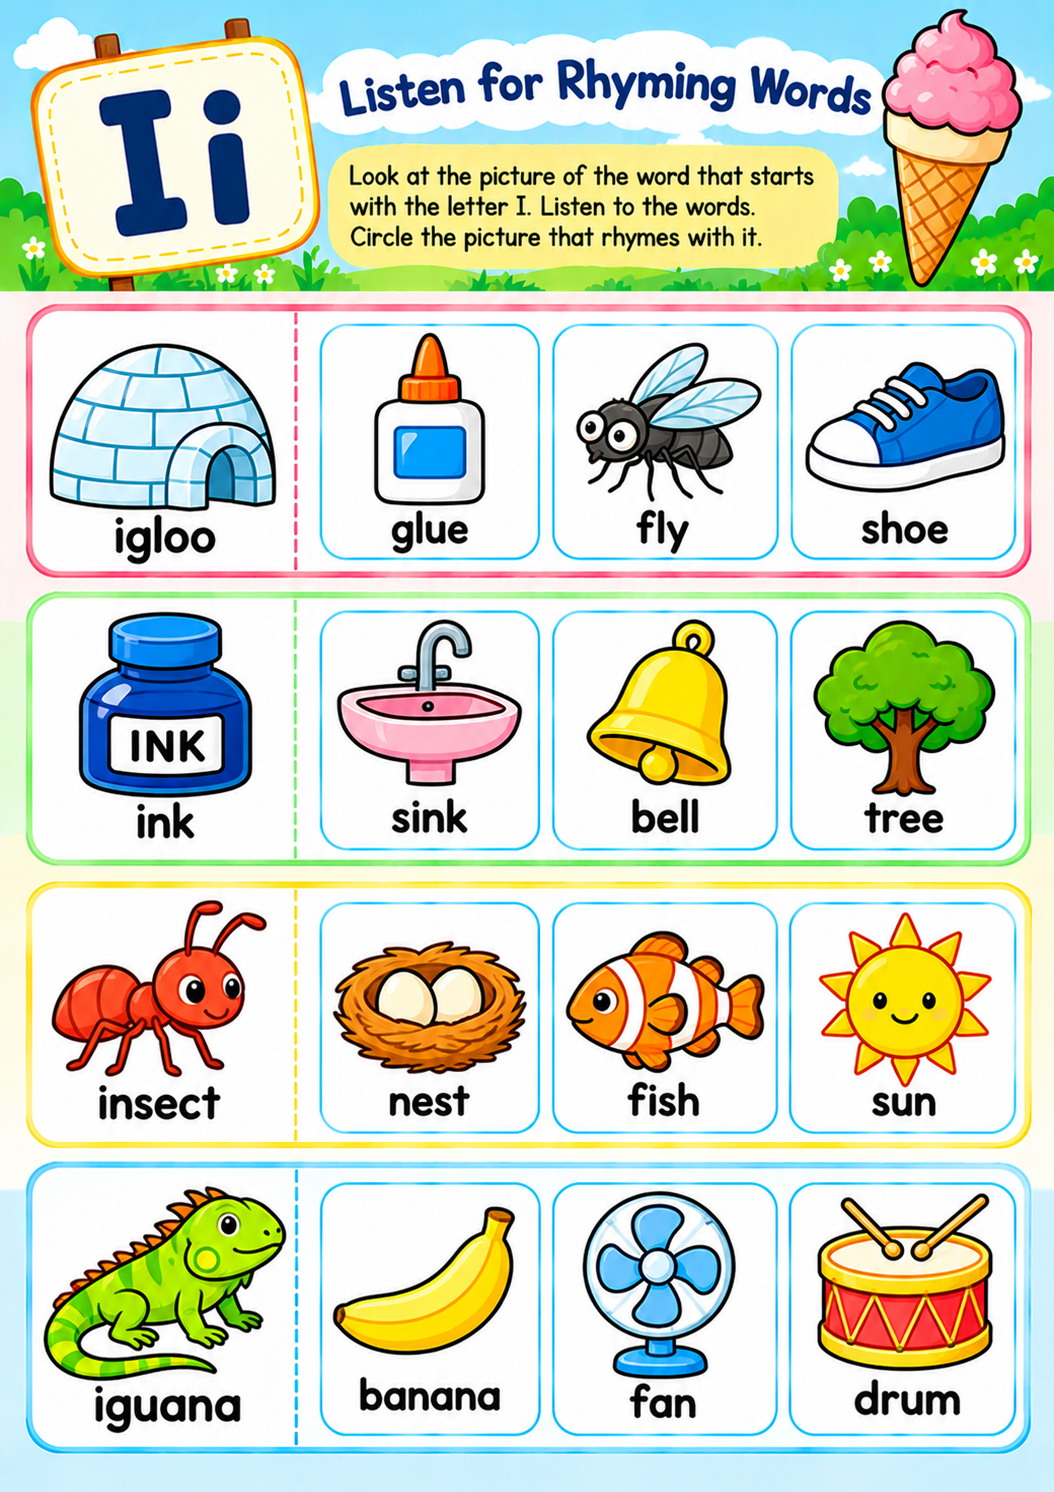 Ii
Listen for Rhyming Words
Look at the picture of the word that starts
with the letter I. Listen to the words.
Circle the picture that rhymes with it.
igloo
glue
fly
shoe
INK
ink
sink
bell
tree
insect
nest
fish
sun
iguana
banana
fan
drum